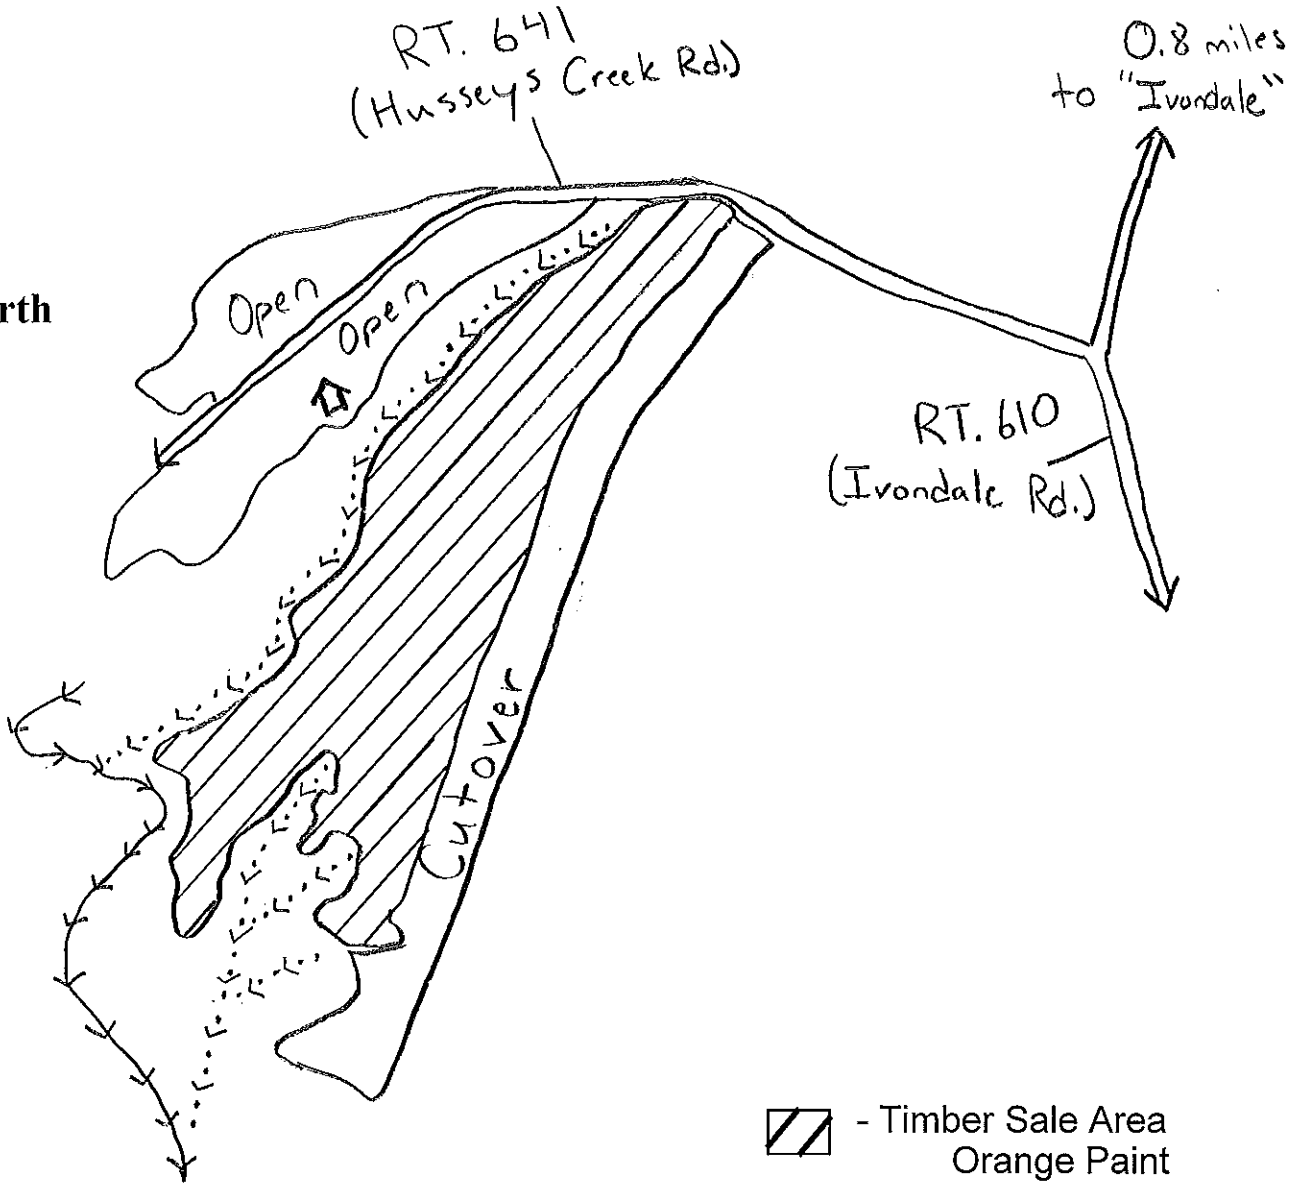 RT. 641
(Husseys Creek Rd.)
0.8 miles
to "Ivondale"
rth
Open
Open
RT. 610
(Ivondale Rd.)
Cutover
- Timber Sale Area
Orange Paint